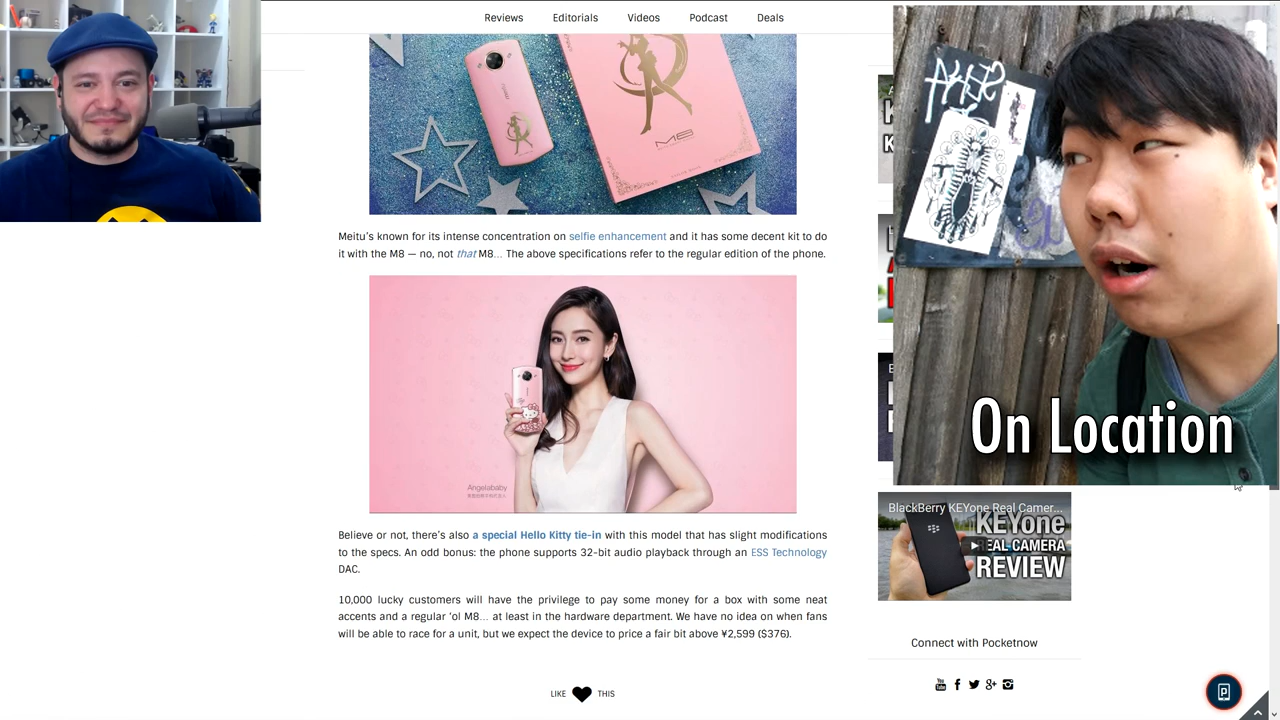 Reviews Editorials Videos Podcast Deals
M8
Meitu's known for its intense concentration on selfie enhancement and it has some decent kit to do
it with the M8 — no, not that M8... The above specifications refer to the regular edition of the phone.
Angelababy
Believe or not, there's also a special Hello Kitty tie-in with this model that has slight modifications
to the specs. An odd bonus: the phone supports 32-bit audio playback through an ESS Technology
DAC.
10,000 lucky customers will have the privilege to pay some money for a box with some neat
accents and a regular 'ol M8... at least in the hardware department. We have no idea on when fans
will be able to race for a unit, but we expect the device to price a fair bit above ¥2,599 ($376).
LIKE THIS
On Location
BlackBerry KEYone Real Camer...
KEYone
REAL CAMERA
REVIEW
Connect with Pocketnow